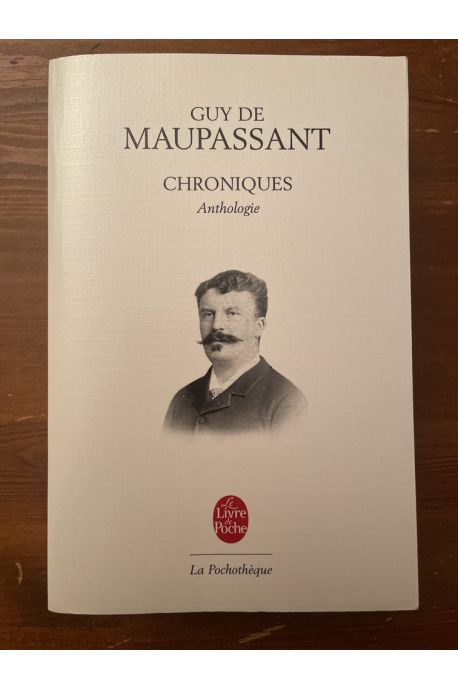 GUY DE
MAUPASSANT
CHRONIQUES
Anthologie
Le
Livre
de
Poche
La Pochothèque